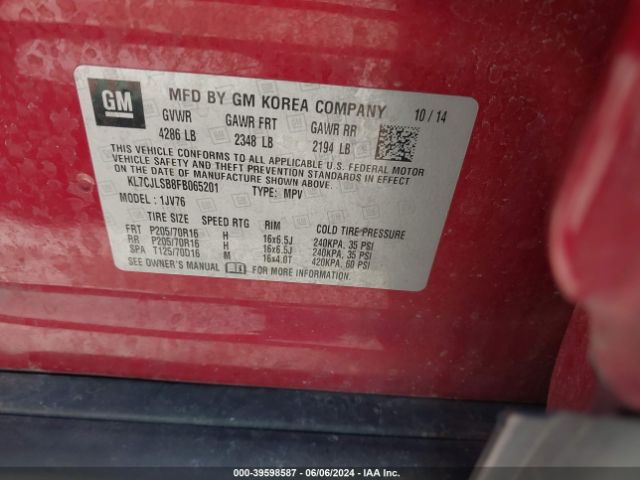 GM
MFD BY GM KOREA COMPANY 10/14
GVWR GAWR FRT GAWR RR
4286 LB 2348 LB 2194 LB
THIS VEHICLE CONFORMS TO ALL APPLICABLE U.S. FEDERAL MOTOR
VEHICLE SAFETY AND THEFT PREVENTION STANDARDS IN EFFECT
ON THE DATE OF MANUFACTURE SHOWN ABOVE.
KL7CJLSB8FB065201 TYPE: MPV
MODEL: 1JV76
TIRE SIZE SPEED RTG RIM COLD TIRE PRESSURE
FRT P205/70R16 H 16x6.5J 240KPA, 35 PSI
RR P205/70R16 H 16x6.5J 240KPA, 35 PSI
SPA T125/70D16 M 16x4.0T 420KPA, 60 PSI
SEE OWNER'S MANUAL FOR MORE INFORMATION.
000-39598587 - 06/06/2024 - IAA Inc.